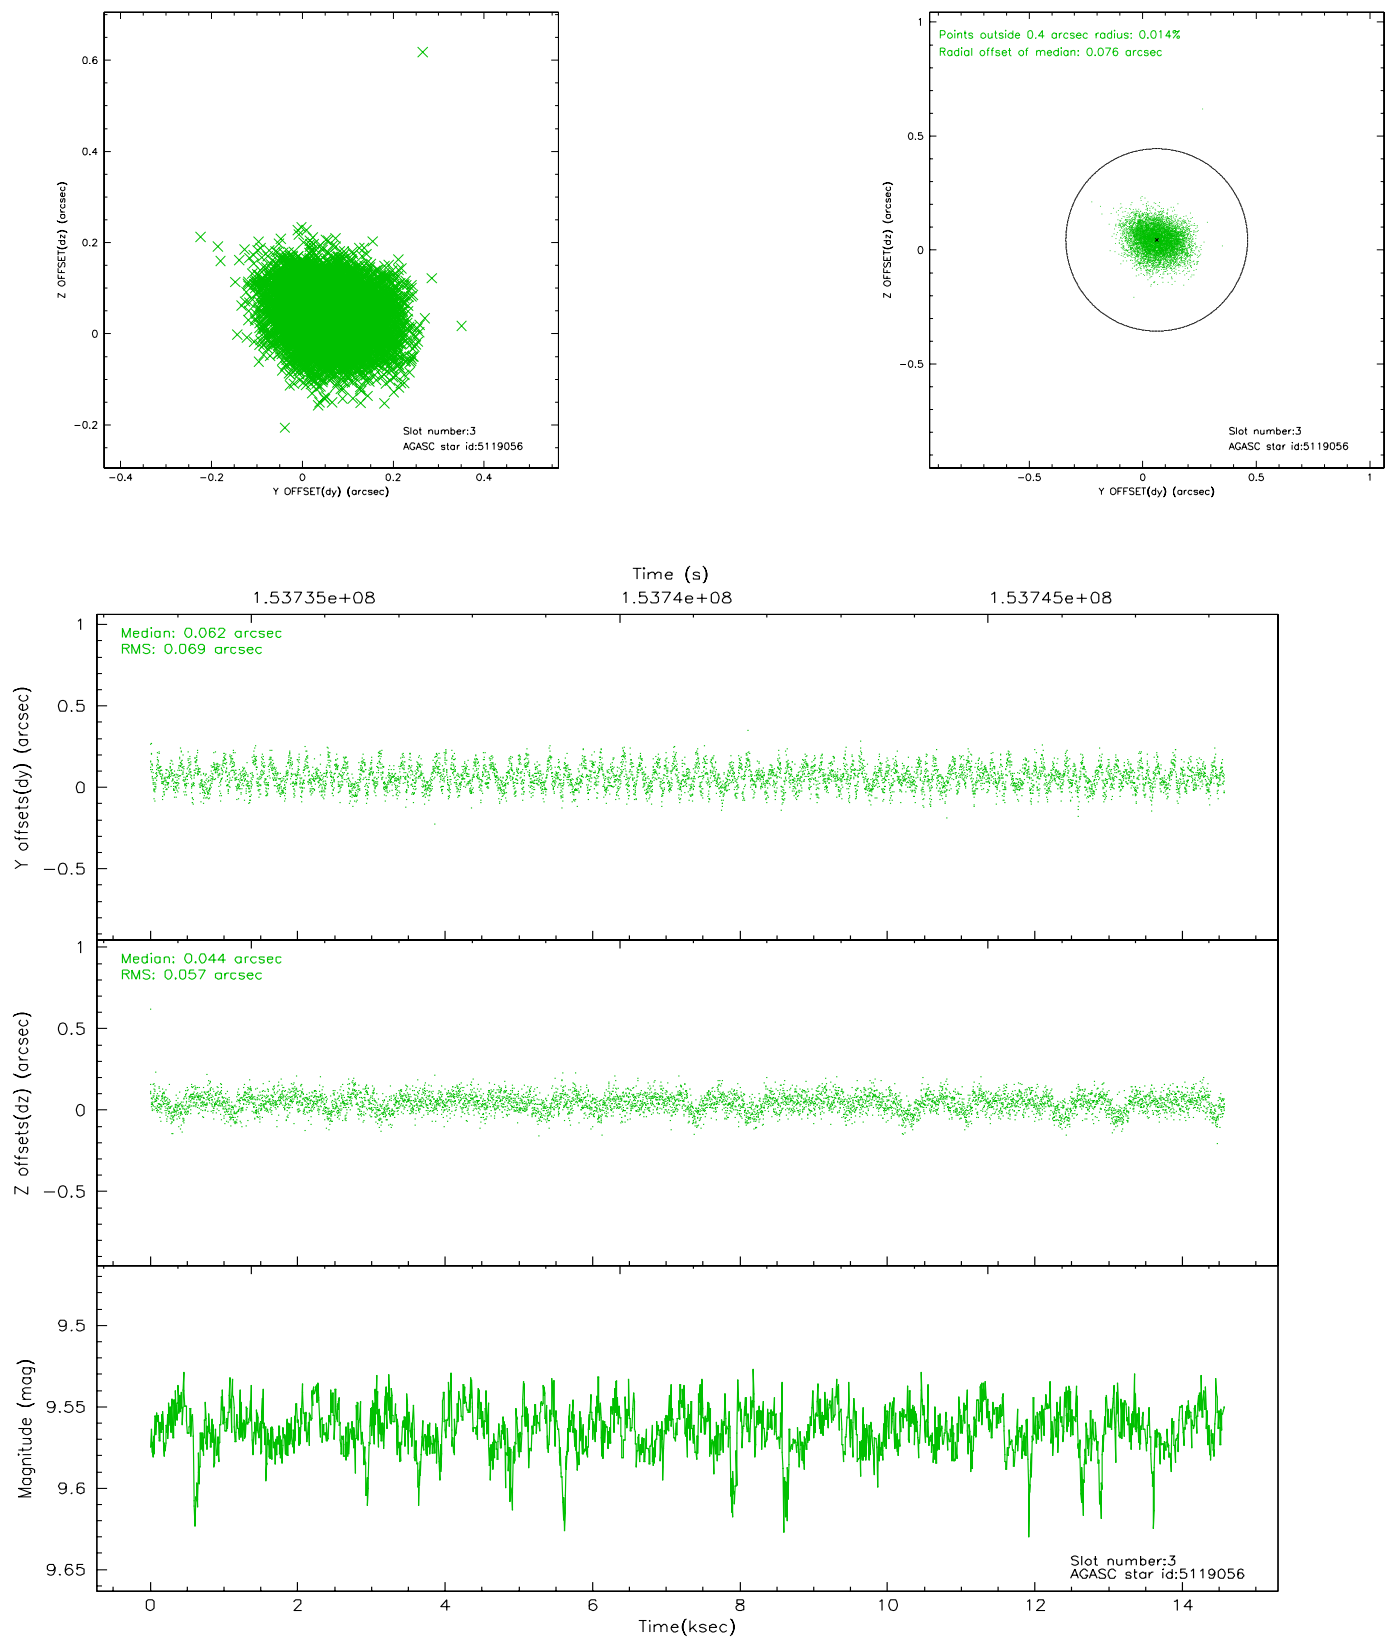 0.6
0.4
0.2
0
−0.2
Z OFFSET(dz) (arcsec)
Slot number:3
AGASC star id:5119056
−0.4 −0.2 0 0.2 0.4
Y OFFSET(dy) (arcsec)
Points outside 0.4 arcsec radius: 0.014%
Radial offset of median: 0.076 arcsec
1
0.5
0
−0.5
Z OFFSET(dz) (arcsec)
Slot number:3
AGASC star id:5119056
−0.5 0 0.5 1
Y OFFSET(dy) (arcsec)
Time (s)
1.53735e+08 1.5374e+08 1.53745e+08
Median: 0.062 arcsec
RMS: 0.069 arcsec
1
0.5
0
−0.5
Y offsets(dy) (arcsec)
Median: 0.044 arcsec
RMS: 0.057 arcsec
1
0.5
0
−0.5
Z offsets(dz) (arcsec)
9.5
9.55
9.6
9.65
Magnitude (mag)
Slot number:3
AGASC star id:5119056
0 2 4 6 8 10 12 14
Time(ksec)